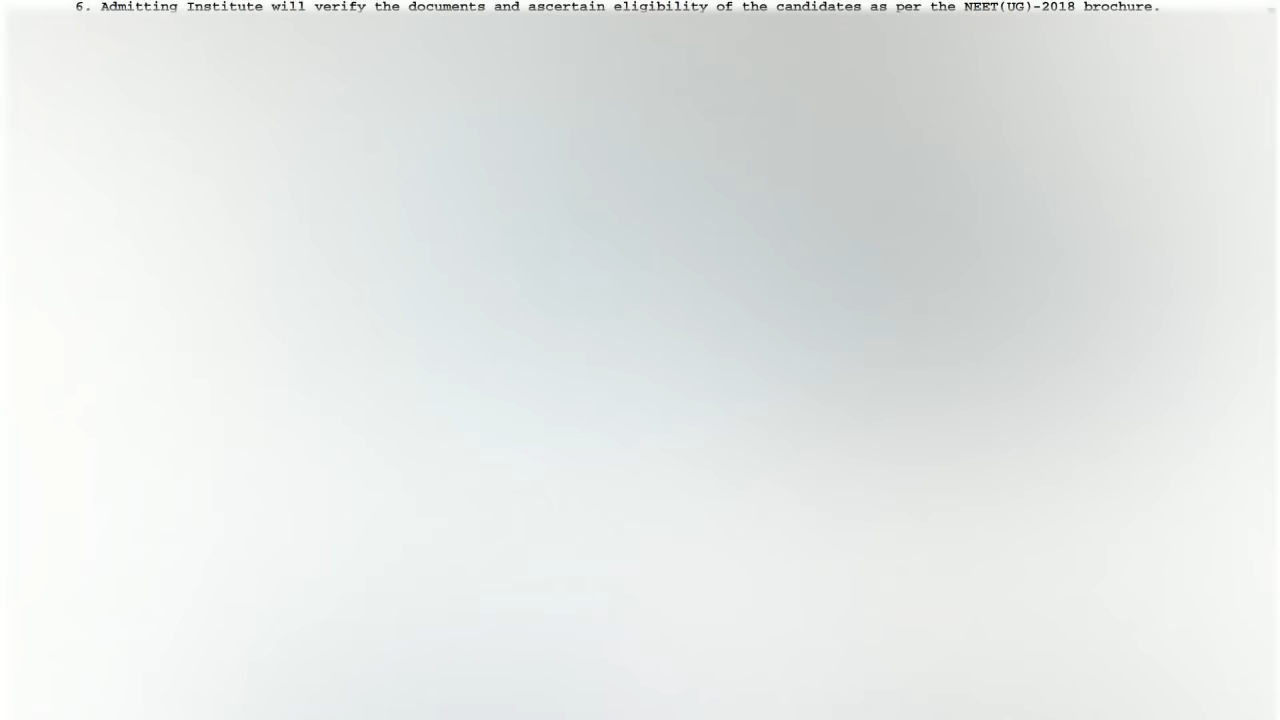 6. Admitting Institute will verify the documents and ascertain eligibility of the candidates as per the NEET(UG)-2018 brochure.